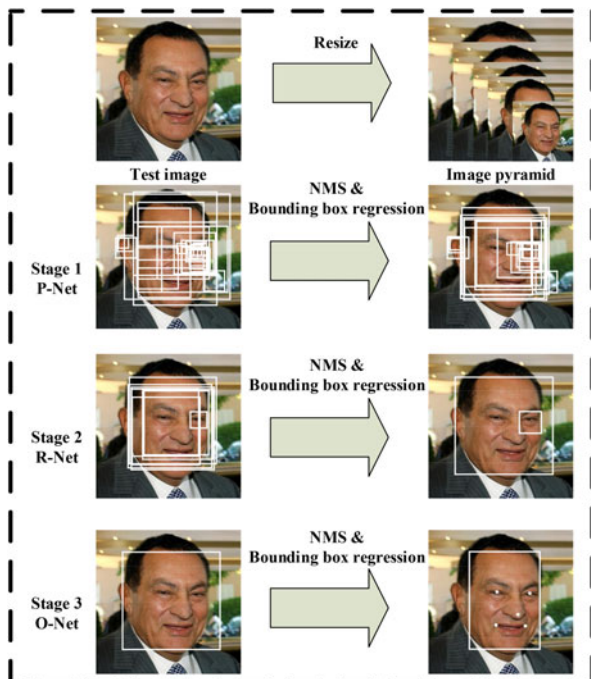 Resize
Test image
Image pyramid
NMS &
Bounding box regression
Stage 1
P-Net
NMS &
Bounding box regression
Stage 2
R-Net
NMS &
Bounding box regression
Stage 3
O-Net